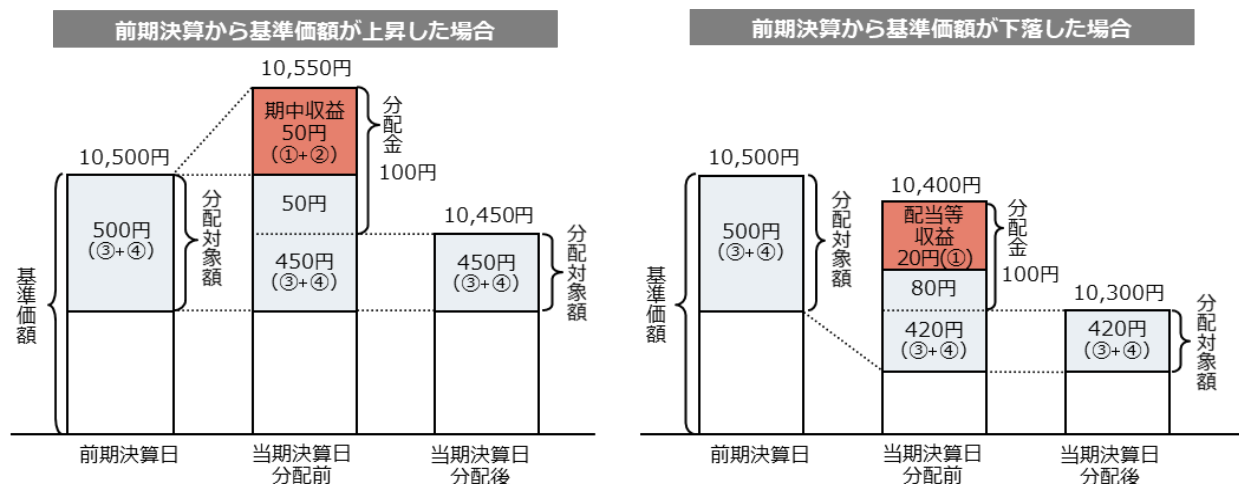 前期決算から基準価額が上昇した場合
10,550円
期中収益
50円
(①+②)
分配金
100円
10,500円
500円
(③+④)
分配対象額
50円
450円
(③+④)
10,450円
450円
(③+④)
分配対象額
基準価額
前期決算日
当期決算日
分配前
当期決算日
分配後
前期決算から基準価額が下落した場合
10,500円
500円
(③+④)
分配対象額
10,400円
配当等
収益
20円(①)
分配金
100円
80円
420円
(③+④)
10,300円
420円
(③+④)
分配対象額
基準価額
前期決算日
当期決算日
分配前
当期決算日
分配後